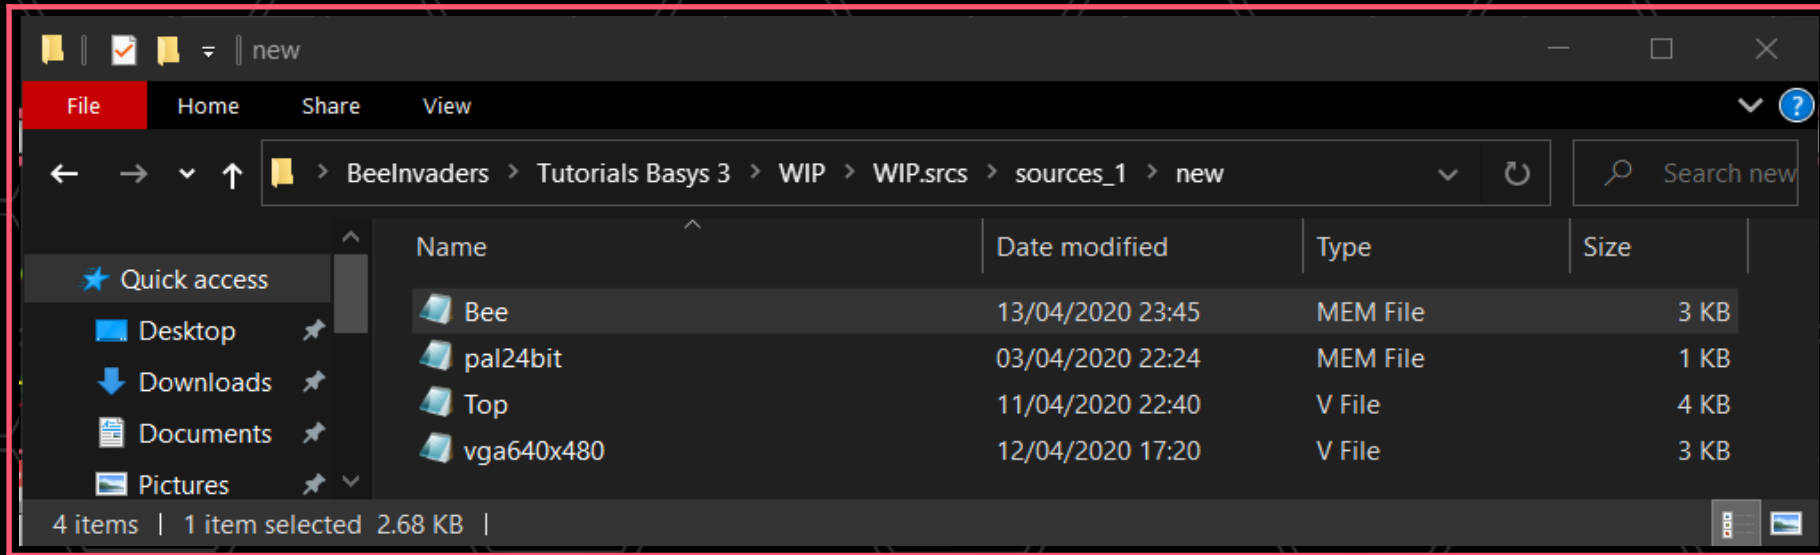 new
File Home Share View ?
BeeInvaders > Tutorials Basys 3 > WIP > WIP.srcs > sources_1 > new Search new
Name Date modified Type Size
Quick access
Bee 13/04/2020 23:45 MEM File 3 KB
Desktop
pal24bit 03/04/2020 22:24 MEM File 1 KB
Downloads
Top 11/04/2020 22:40 V File 4 KB
Documents
vga640x480 12/04/2020 17:20 V File 3 KB
Pictures
4 items | 1 item selected 2.68 KB |